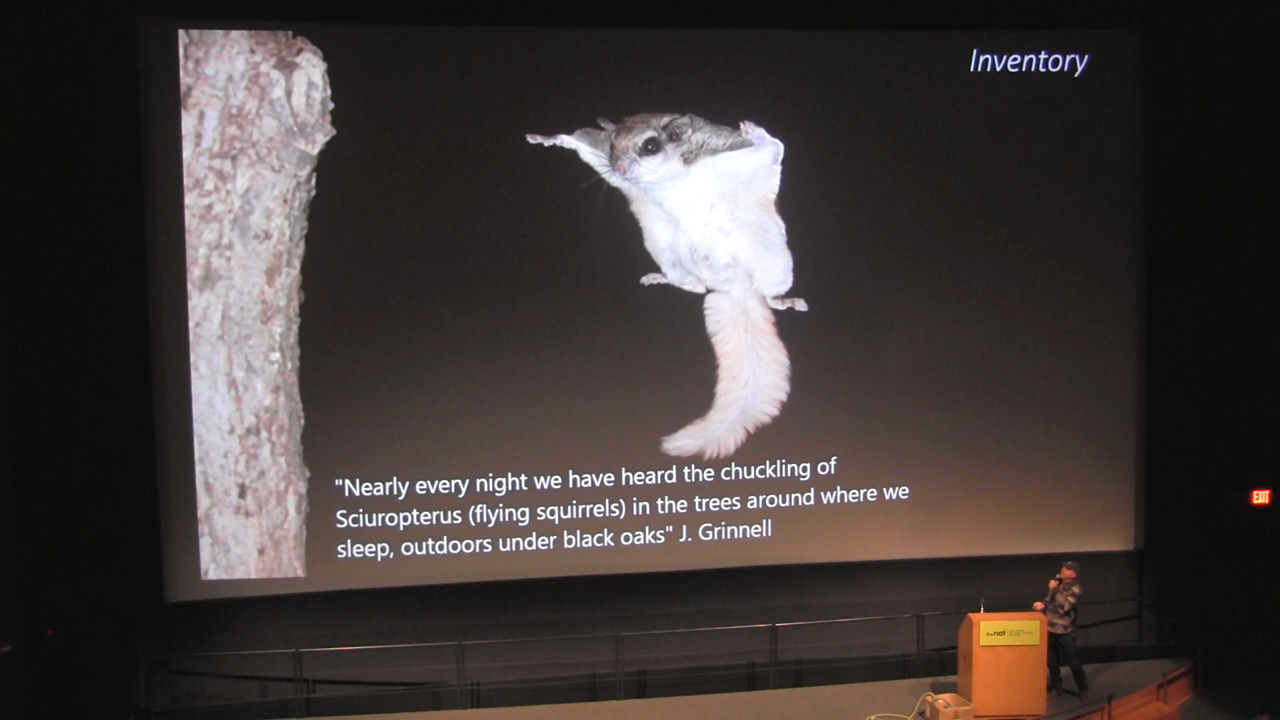 Inventory
"Nearly every night we have heard the chuckling of
Sciuropterus (flying squirrels) in the trees around where we
sleep, outdoors under black oaks" J. Grinnell
EXIT
thenat